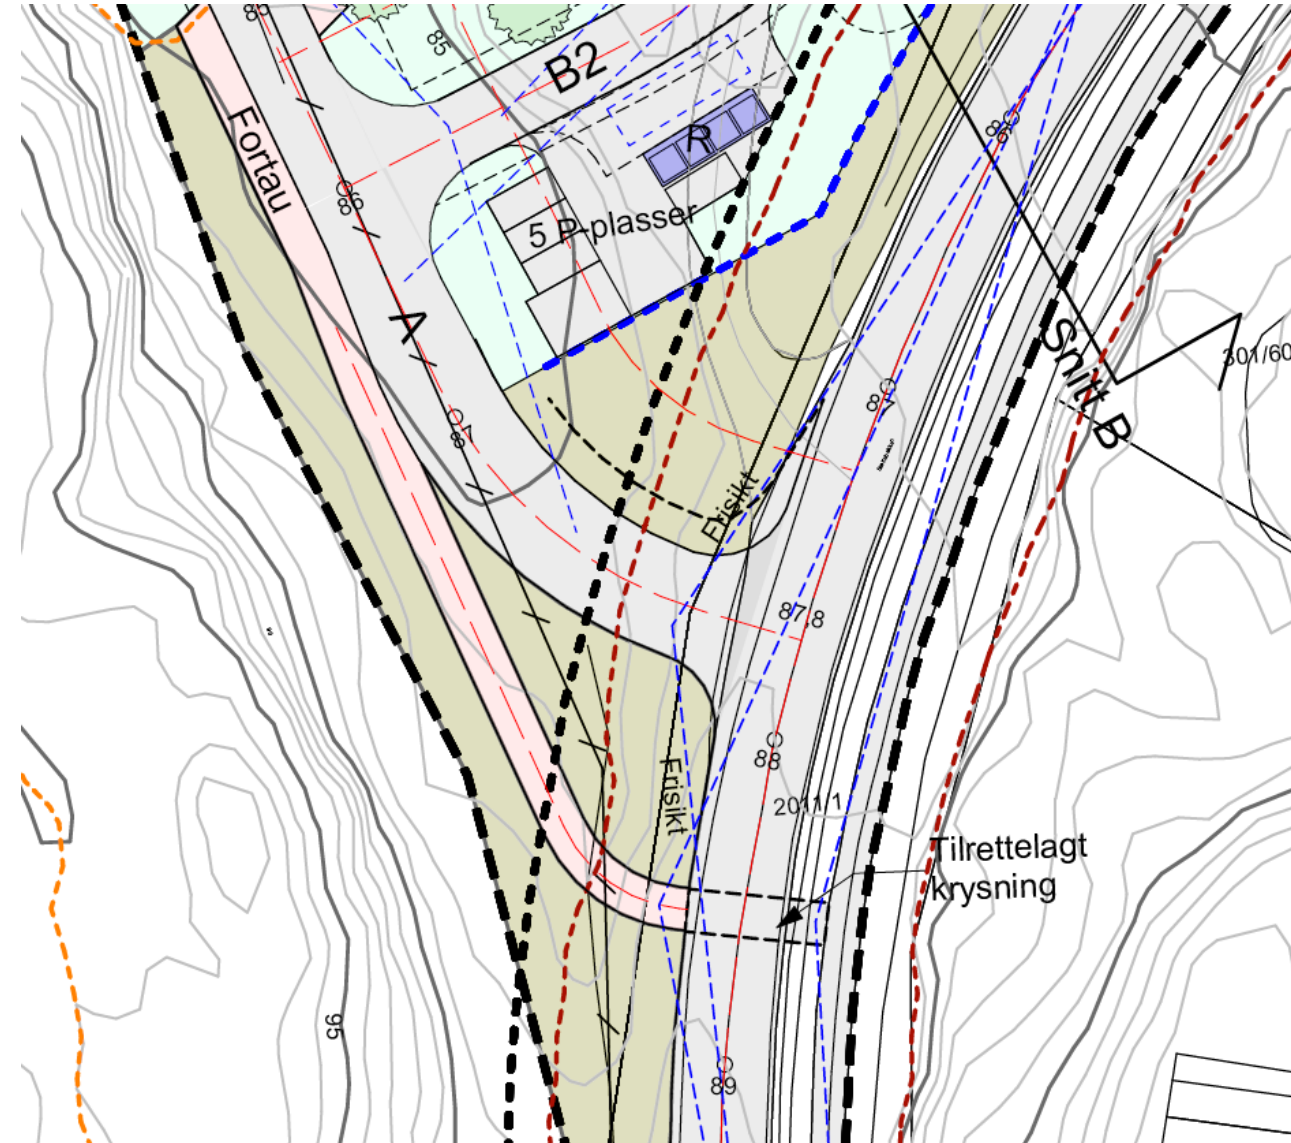 85
B2
Fortau
R
86
86
5 P-plasser
A
Snitt B
301/60
87
87
Frisikt
87,8
Frisikt
88
2011/1
Tilrettelagt
krysning
95
89